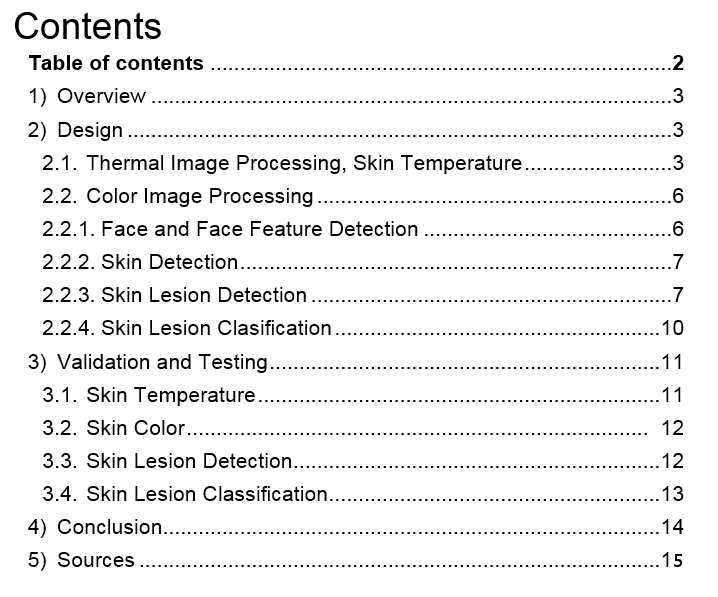 Contents
Table of contents ........................................................................................2
1) Overview ........................................................................................3
2) Design ............................................................................................3
2.1. Thermal Image Processing, Skin Temperature.........................3
2.2. Color Image Processing ............................................................6
2.2.1. Face and Face Feature Detection ..........................................6
2.2.2. Skin Detection.........................................................................7
2.2.3. Skin Lesion Detection .............................................................7
2.2.4. Skin Lesion Clasification .......................................................10
3) Validation and Testing..................................................................11
3.1. Skin Temperature....................................................................11
3.2. Skin Color.............................................................................. 12
3.3. Skin Lesion Detection..............................................................12
3.4. Skin Lesion Classification........................................................13
4) Conclusion....................................................................................14
5) Sources ........................................................................................15